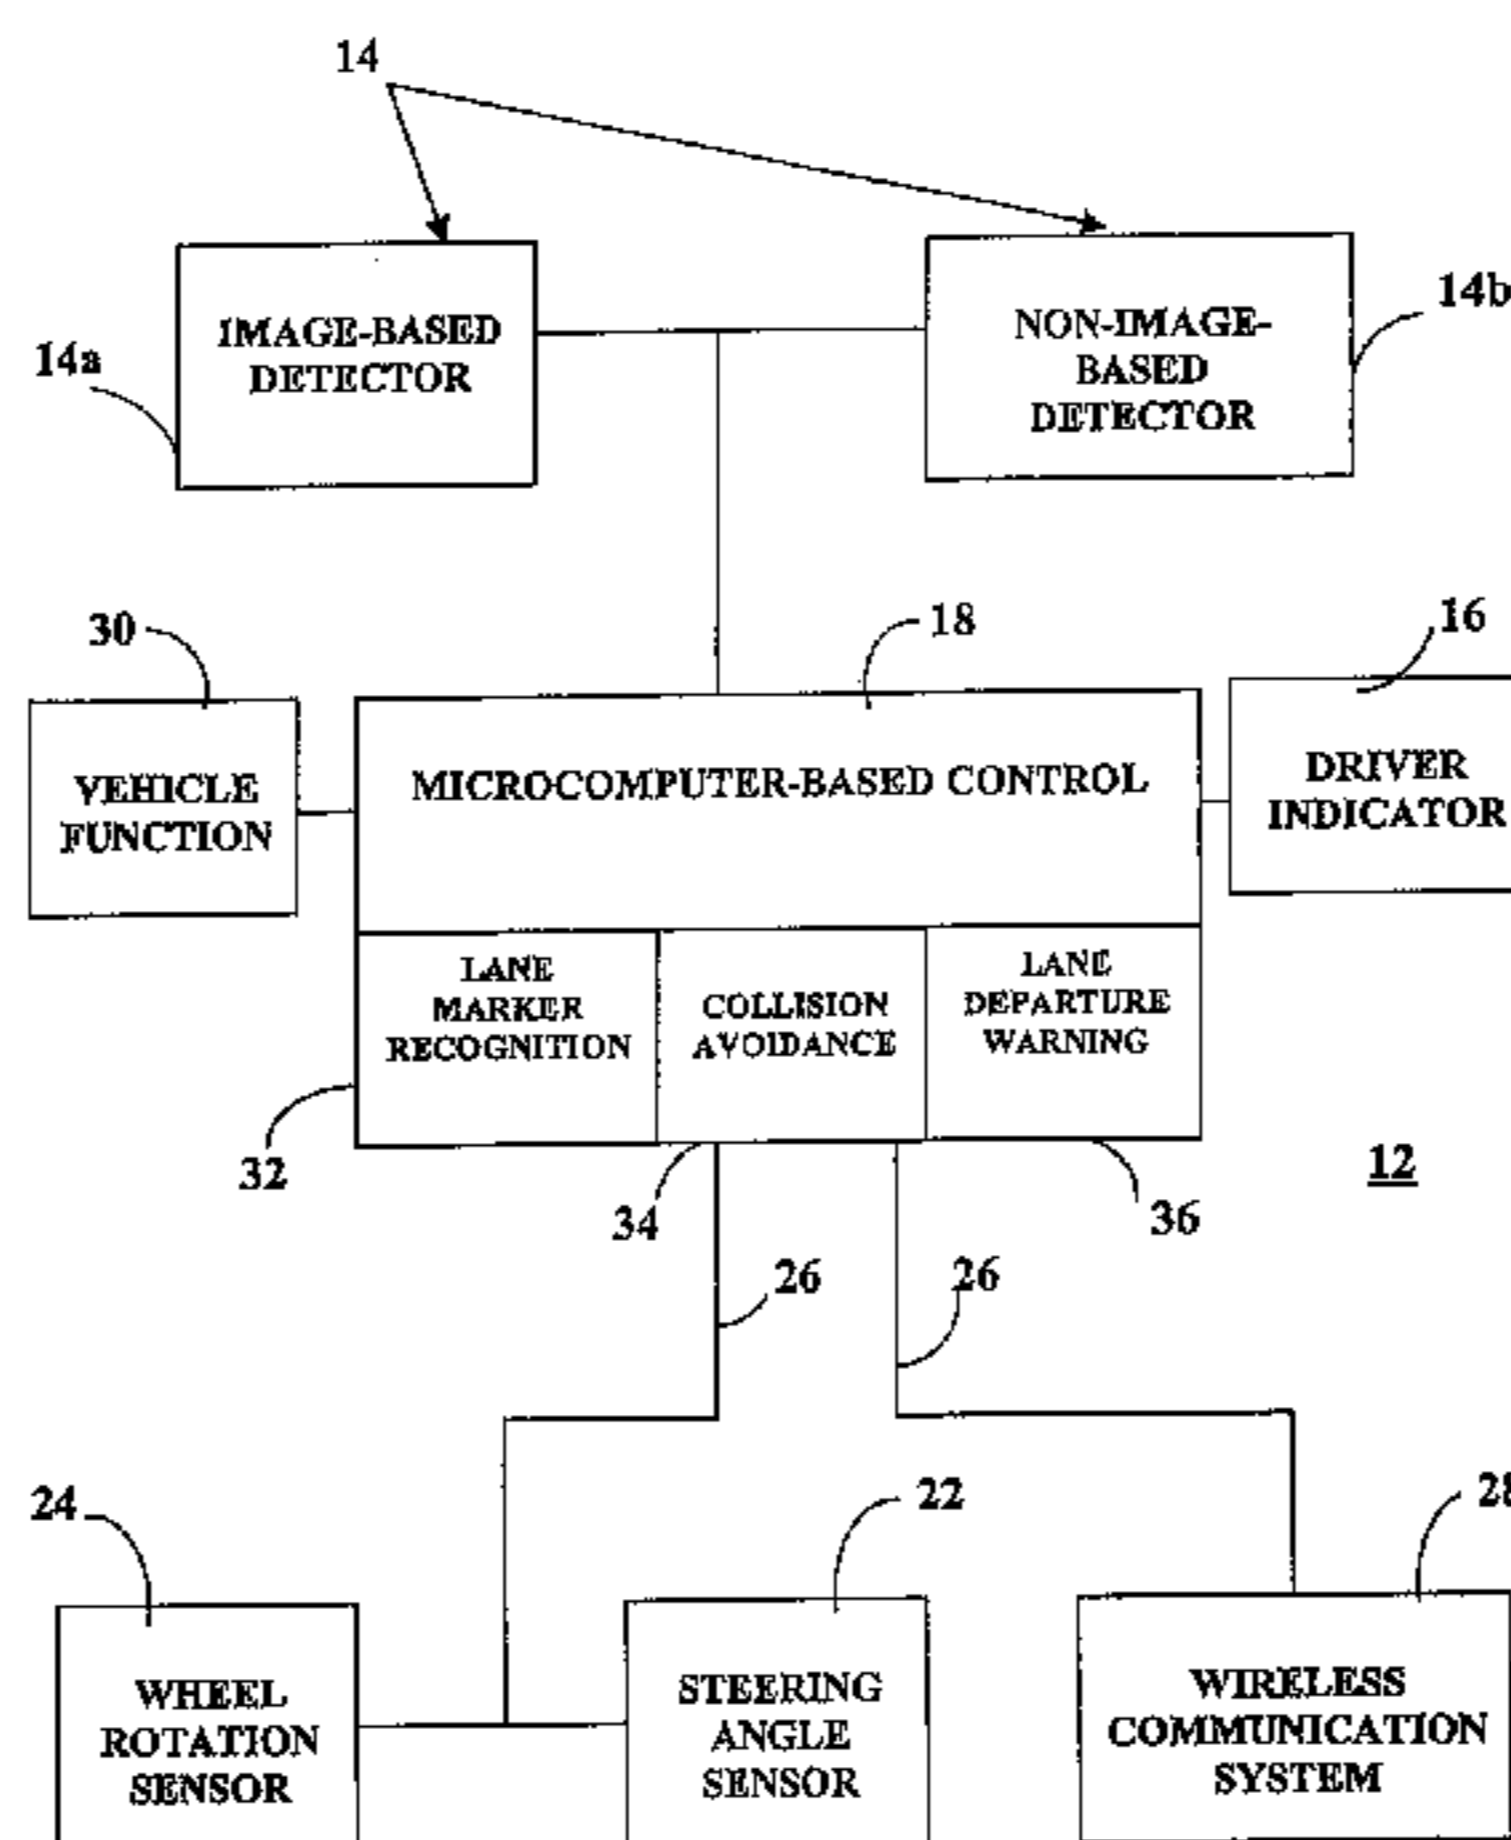 14
IMAGE-BASED
DETECTOR
NON-IMAGE-
BASED
DETECTOR
14a
14b
30
18
16
VEHICLE
FUNCTION
MICROCOMPUTER-BASED CONTROL
DRIVER
INDICATOR
LANE
MARKER
RECOGNITION
COLLISION
AVOIDANCE
LANE
DEPARTURE
WARNING
32
34
36
12
26
26
24
22
28
WHEEL
ROTATION
SENSOR
STEERING
ANGLE
SENSOR
WIRELESS
COMMUNICATION
SYSTEM